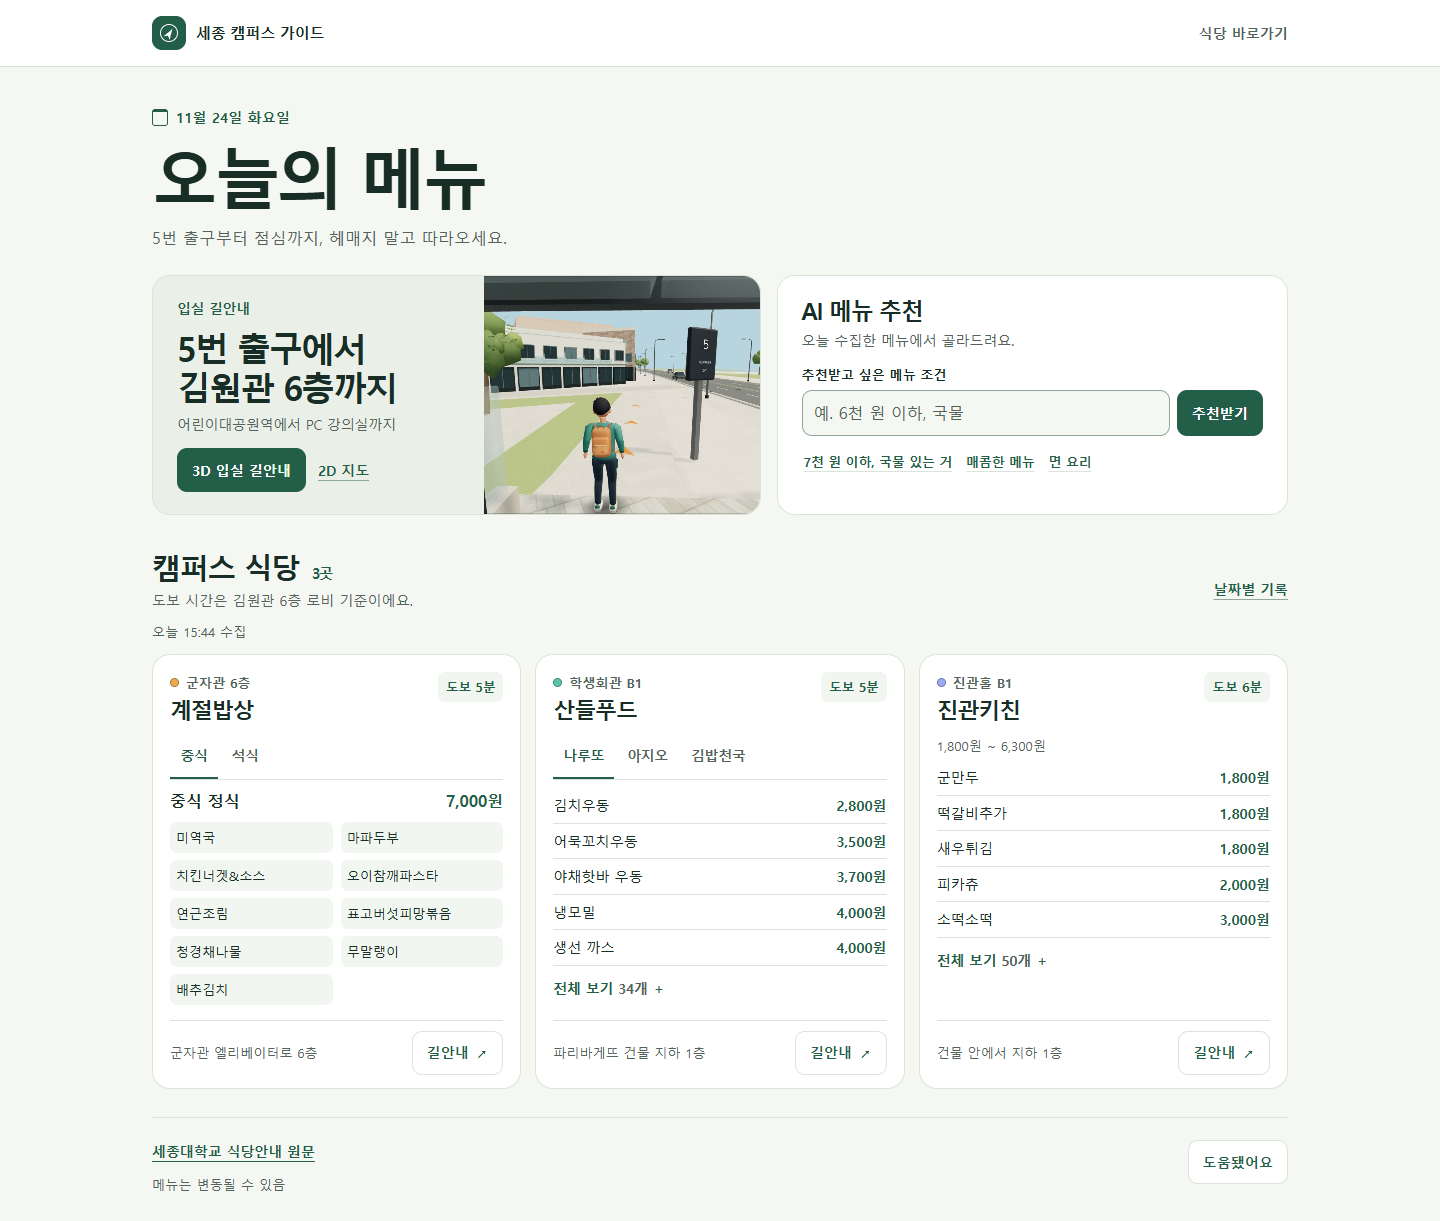 세종 캠퍼스 가이드
식당 바로가기
11월 24일 화요일
오늘의 메뉴
5번 출구부터 점심까지, 헤매지 말고 따라오세요.
입실 길안내
5번 출구에서
김원관 6층까지
어린이대공원역에서 PC 강의실까지
3D 입실 길안내
2D 지도
5
AI 메뉴 추천
오늘 수집한 메뉴에서 골라드려요.
추천받고 싶은 메뉴 조건
예. 6천 원 이하, 국물
추천받기
7천 원 이하, 국물 있는 거 매콤한 메뉴 면 요리
캠퍼스 식당 3곳
도보 시간은 김원관 6층 로비 기준이에요.
날짜별 기록
오늘 15:44 수집
군자관 6층
도보 5분
계절밥상
중식 석식
중식 정식 7,000원
미역국 마파두부
치킨너겟&소스 오이참깨파스타
연근조림 표고버섯피망볶음
청경채나물 무말랭이
배추김치
군자관 엘리베이터로 6층
길안내 ↗
학생회관 B1
도보 5분
산들푸드
나루또 아지오 김밥천국
김치우동 2,800원
어묵꼬치우동 3,500원
야채핫바 우동 3,700원
냉모밀 4,000원
생선 까스 4,000원
전체 보기 34개 +
파리바게뜨 건물 지하 1층
길안내 ↗
진관홀 B1
도보 6분
진관키친
1,800원 ~ 6,300원
군만두 1,800원
떡갈비추가 1,800원
새우튀김 1,800원
피카츄 2,000원
소떡소떡 3,000원
전체 보기 50개 +
건물 안에서 지하 1층
길안내 ↗
세종대학교 식당안내 원문
메뉴는 변동될 수 있음
도움됐어요